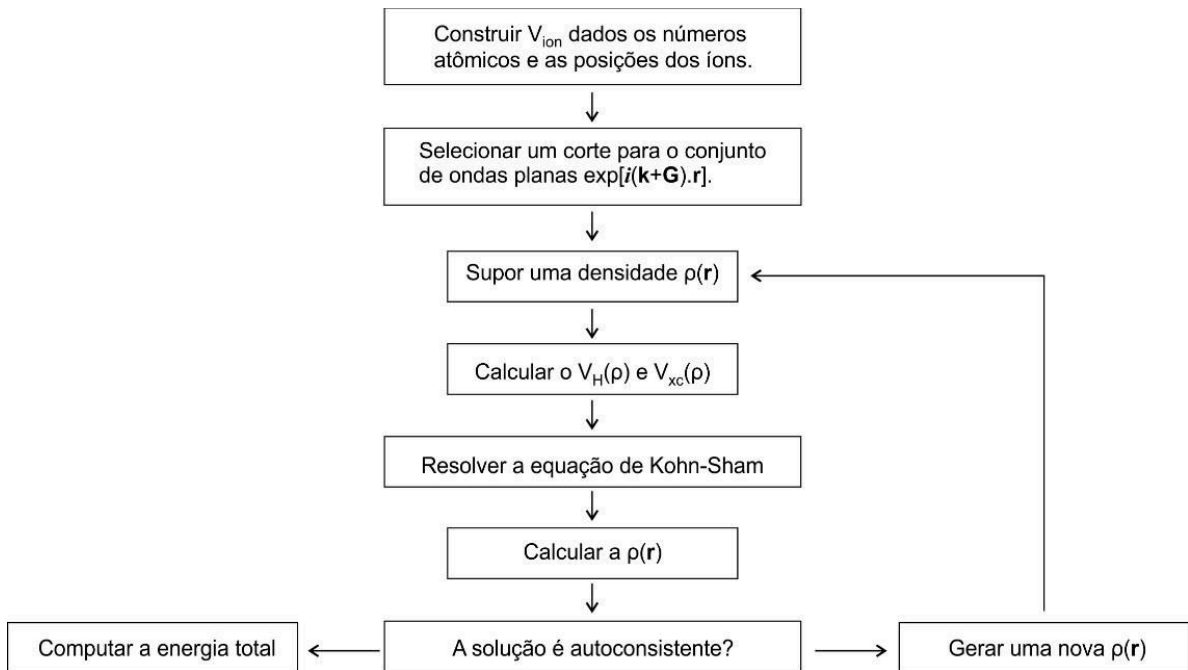 Construir V_ion dados os números
atômicos e as posições dos íons.
Selecionar um corte para o conjunto
de ondas planas exp[i(k+G).r].
Supor uma densidade ρ(r)
Calcular o V_H(ρ) e V_xc(ρ)
Resolver a equação de Kohn-Sham
Calcular a ρ(r)
Computar a energia total
A solução é autoconsistente?
Gerar uma nova ρ(r)